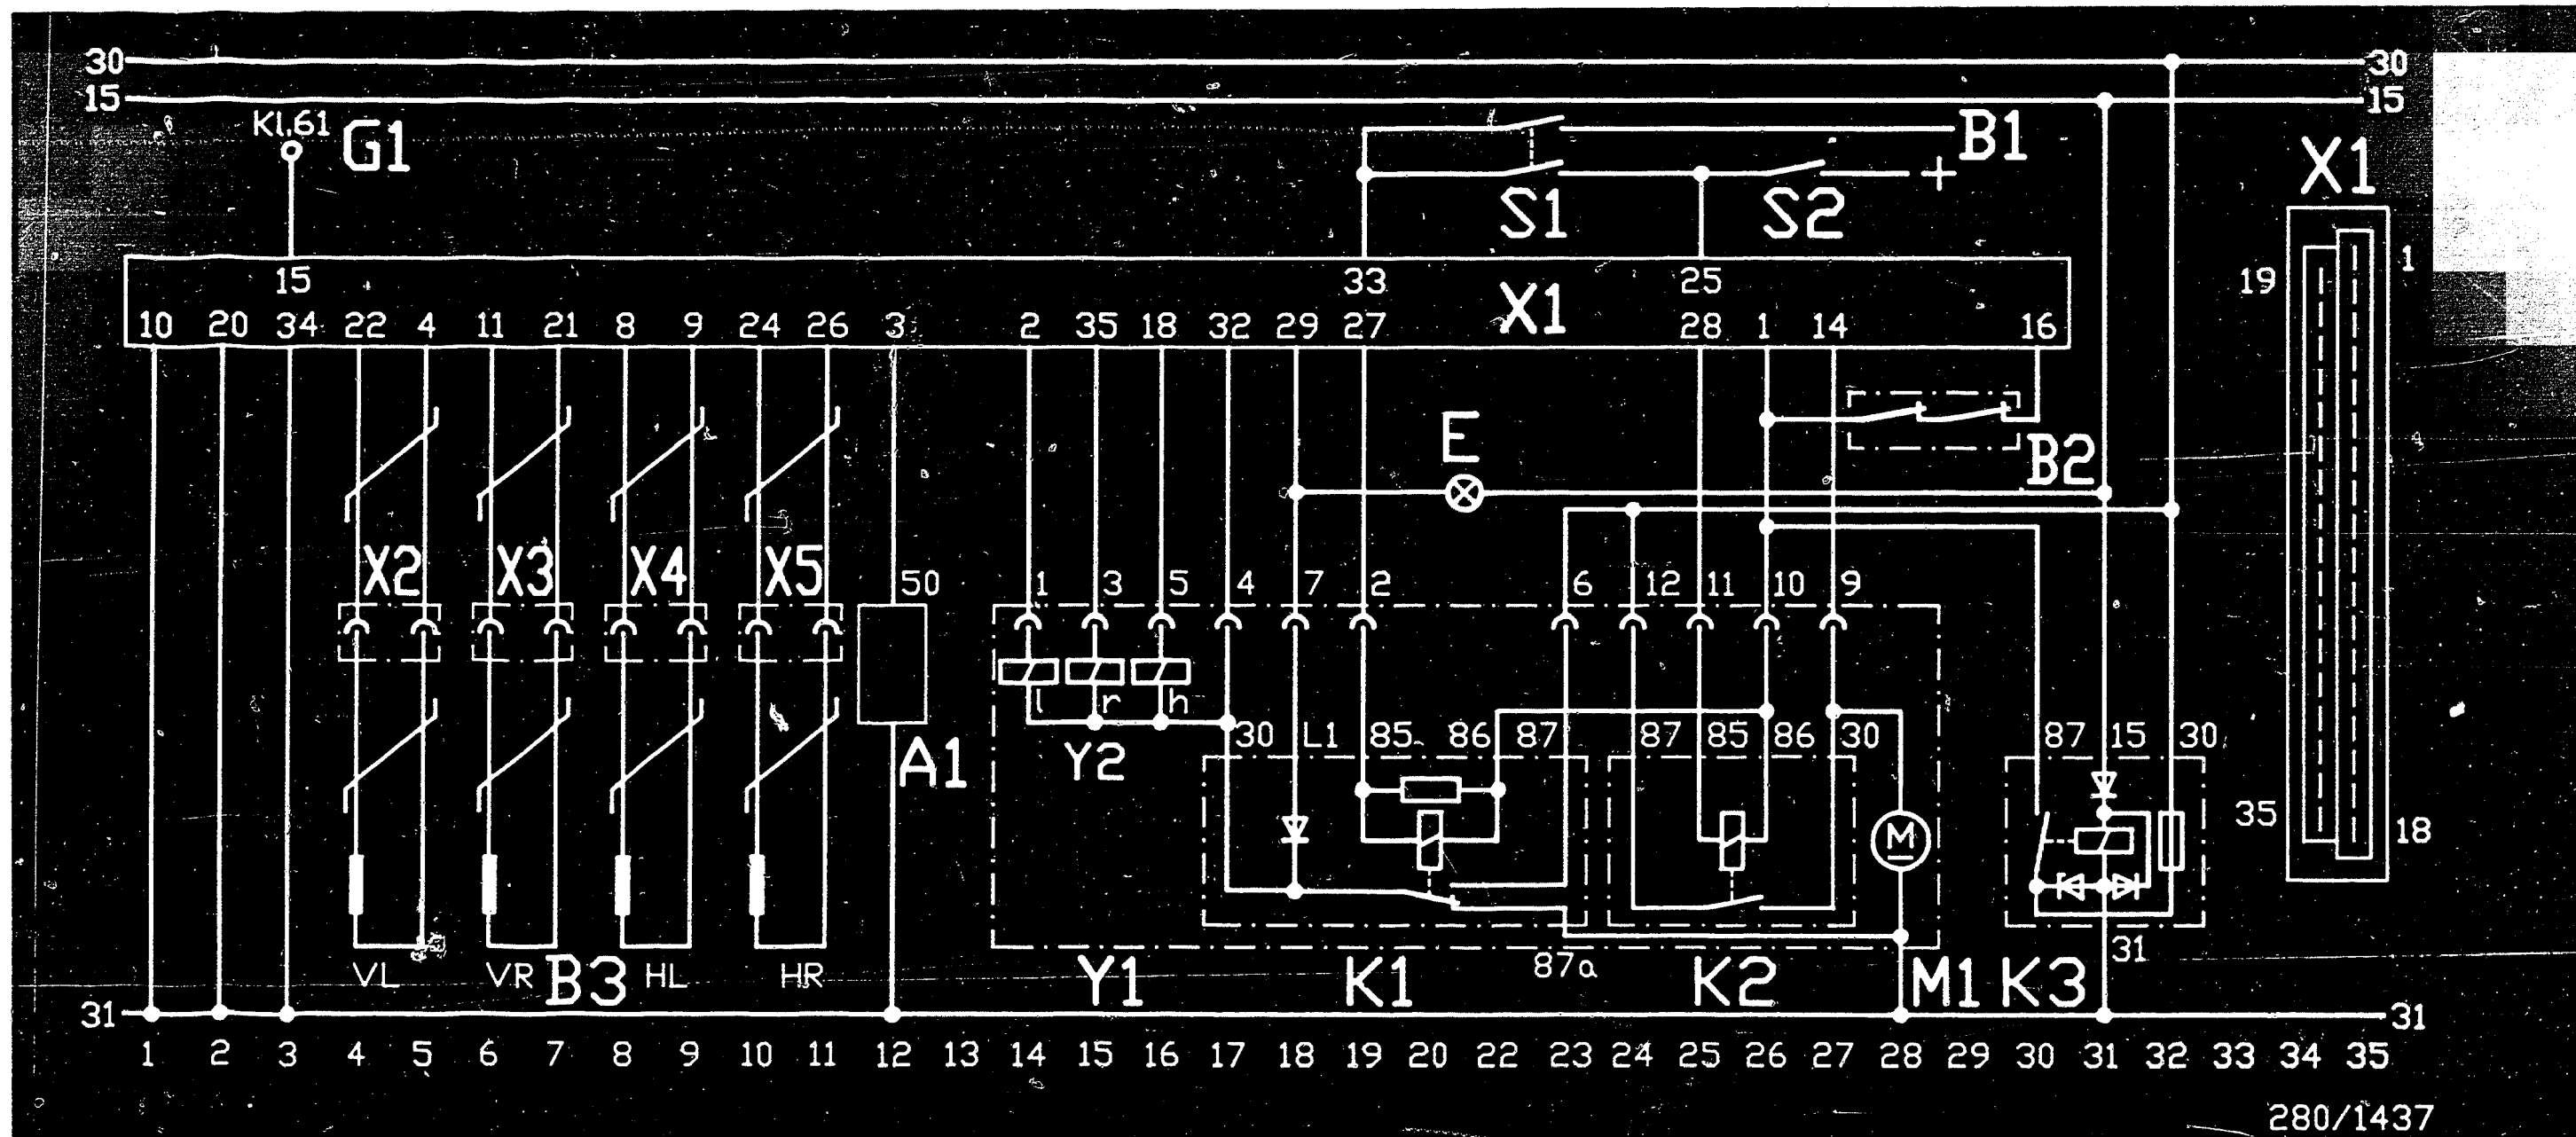 30 30
15 15
Kl.61 G1 B1
S1 S2 + X1
15 33 25 19 1
10 20 34 22 4 11 21 8 9 24 26 3 2 35 18 32 29 27 X1 28 1 14 16
E B2
X2 X3 X4 X5 50 1 3 5 4 7 2 6 12 11 10 9
l r h
A1 Y2 30 L1 85 86 87 87 85 86 30 87 15 30
M 35 18
VL VR B3 HL HR Y1 K1 87a K2 M1 K3 31
31 31
1 2 3 4 5 6 7 8 9 10 11 12 13 14 15 16 17 18 19 20 22 23 24 25 26 27 28 29 30 31 32 33 34 35
280/1437